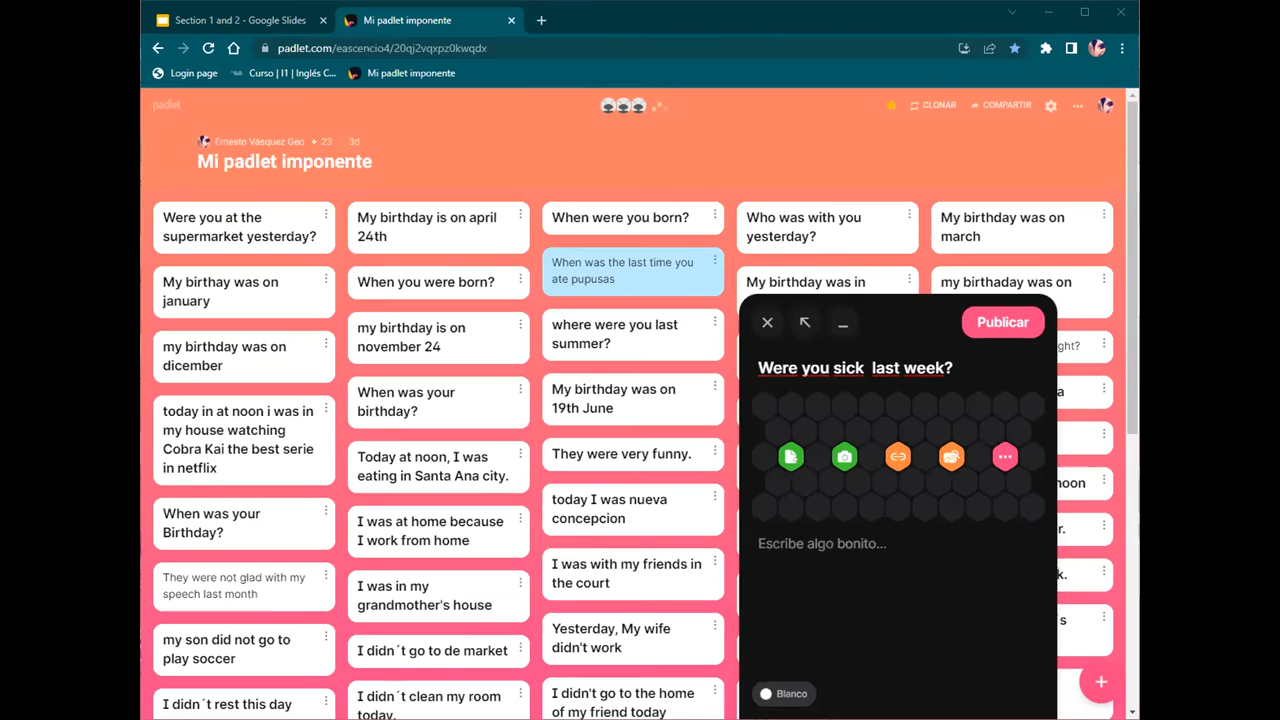 Section 1 and 2 - Google Slides
Mi padlet imponente
padlet.com/eascencio4/20qj2vqxpz0kwqdx
Login page
Curso | I1 | Inglés C...
Mi padlet imponente
padlet
CLONAR
COMPARTIR
Ernesto Vásquez Geo + 23 3d
Mi padlet imponente
Were you at the
supermarket yesterday?
My birthay was on
january
my birthday was on
dicember
today in at noon i was in
my house watching
Cobra Kai the best serie
in netflix
When was your
Birthday?
They were not glad with my
speech last month
my son did not go to
play soccer
I didn´t rest this day
My birthday is on april
24th
When you were born?
my birthday is on
november 24
When was your
birthday?
Today at noon, I was
eating in Santa Ana city.
I was at home because
I work from home
I was in my
grandmother's house
I didn´t go to de market
I didn´t clean my room
today.
When were you born?
When was the last time you
ate pupusas
where were you last
summer?
My birthday was on
19th June
They were very funny.
today I was nueva
concepcion
I was with my friends in
the court
Yesterday, My wife
didn't work
I didn't go to the home
of my friend today
Who was with you
yesterday?
My birthday was in
My birthday was on
march
my birthaday was on
ght?
a
noon
r.
k.
's
Publicar
Were you sick  last week?
Escribe algo bonito...
Blanco